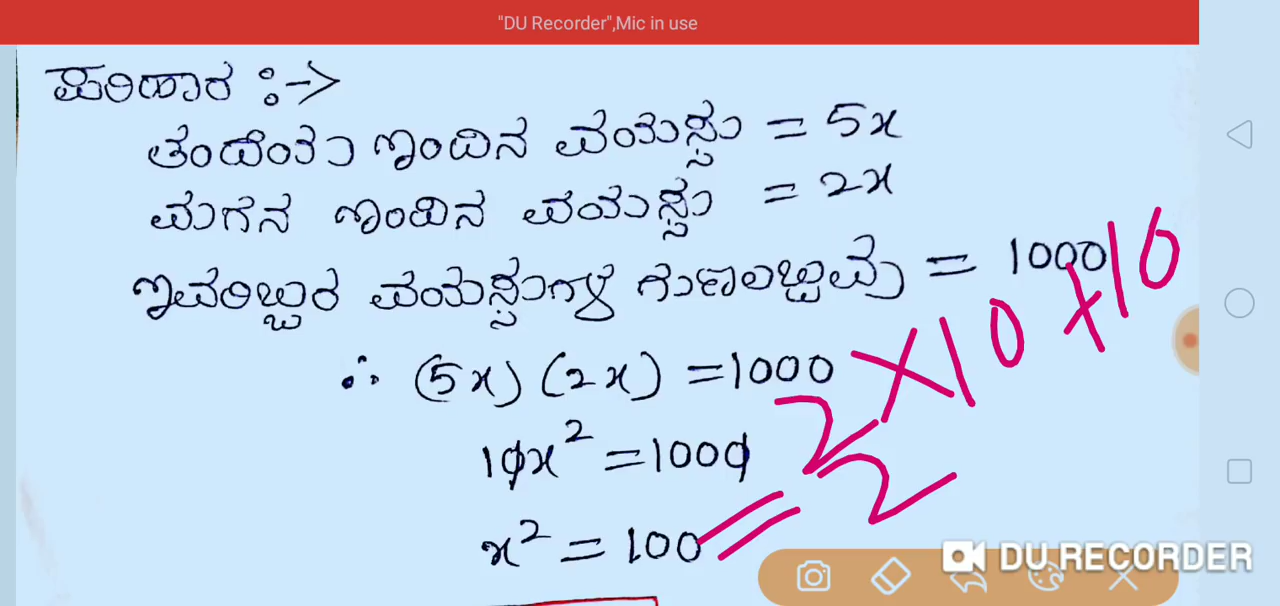 "DU Recorder",Mic in use
ಪರಿಹಾರ :->
ತಂದೆಯ ಇಂದಿನ ವಯಸ್ಸು = 5x
ಮಗನ ಇಂದಿನ ವಯಸ್ಸು = 2x
ಇವರಿಬ್ಬರ ವಯಸ್ಸುಗಳ ಗುಣಲಬ್ಧವು = 1000
∴ (5x) (2x) = 1000
10x² = 1000
x² = 100
= 2 × 10 × 10
2
DU RECORDER